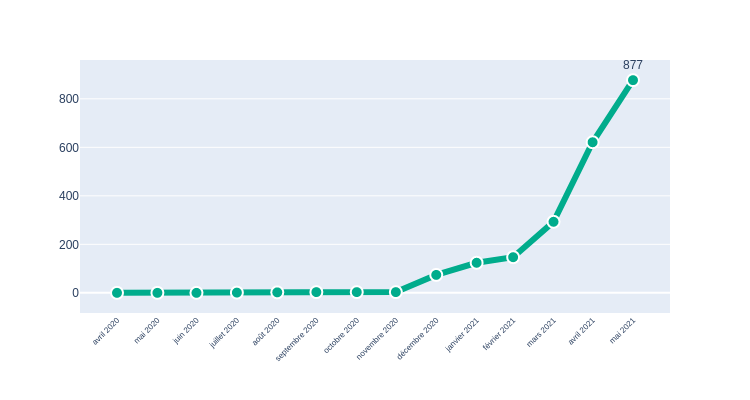 877
800
600
400
200
0
avril 2020
mai 2020
juin 2020
juillet 2020
août 2020
septembre 2020
octobre 2020
novembre 2020
décembre 2020
janvier 2021
février 2021
mars 2021
avril 2021
mai 2021